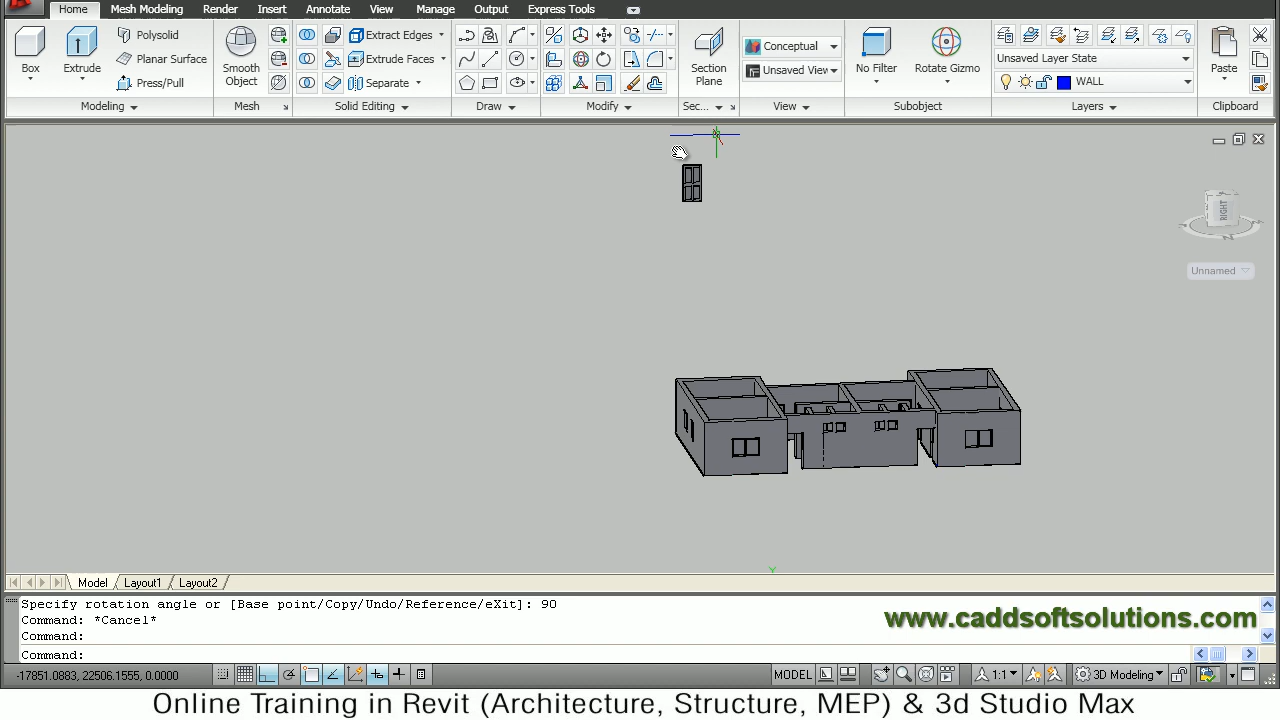 Home Mesh Modeling Render Insert Annotate View Manage Output Express Tools
Polysolid
Planar Surface
Press/Pull
Box
Extrude
Smooth
Object
Extract Edges
Extrude Faces
Separate
Section
Plane
Conceptual
Unsaved View
No Filter
Rotate Gizmo
Unsaved Layer State
WALL
Paste
Modeling Mesh Solid Editing Draw Modify Sec... View Subobject Layers Clipboard
RIGHT
Unnamed
Model Layout1 Layout2
Specify rotation angle or [Base point/Copy/Undo/Reference/eXit]: 90
Command: *Cancel*
Command:
Command:
www.caddsoftsolutions.com
-17851.0883, 22506.1555, 0.0000 MODEL 1:1 3D Modeling
Online Training in Revit (Architecture, Structure, MEP) & 3d Studio Max